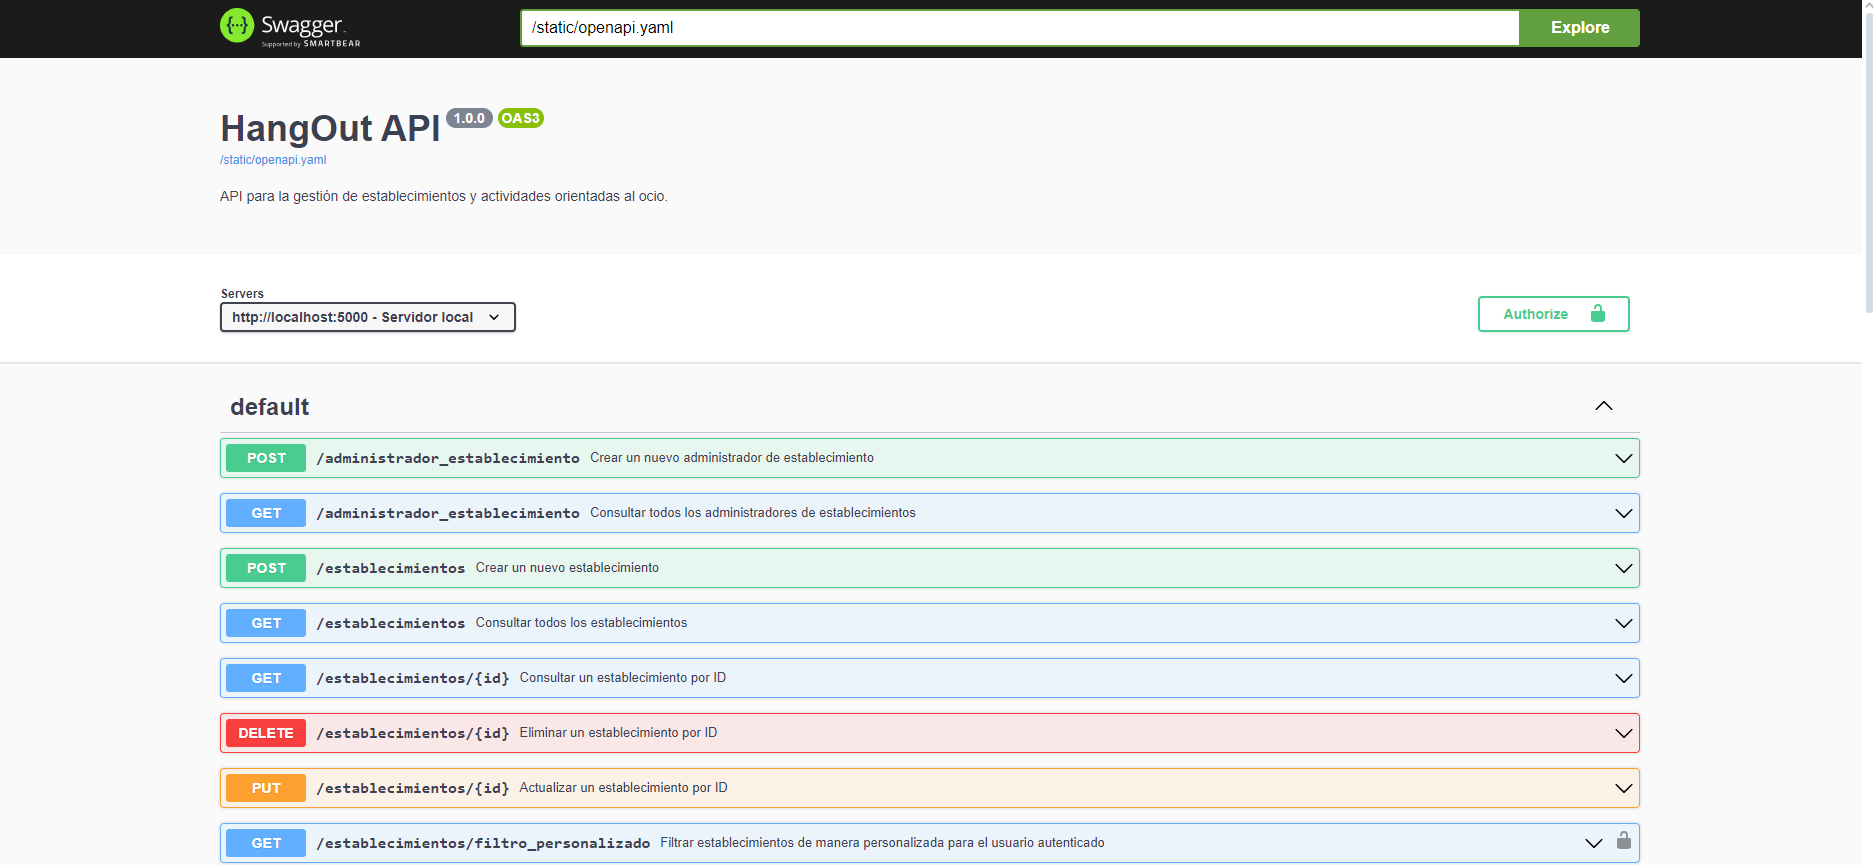 Swagger
Supported by SMARTBEAR
/static/openapi.yaml
Explore
HangOut API 1.0.0 OAS3
/static/openapi.yaml
API para la gestión de establecimientos y actividades orientadas al ocio.
Servers
http://localhost:5000 - Servidor local
Authorize
default
POST /administrador_establecimiento Crear un nuevo administrador de establecimiento
GET /administrador_establecimiento Consultar todos los administradores de establecimientos
POST /establecimientos Crear un nuevo establecimiento
GET /establecimientos Consultar todos los establecimientos
GET /establecimientos/{id} Consultar un establecimiento por ID
DELETE /establecimientos/{id} Eliminar un establecimiento por ID
PUT /establecimientos/{id} Actualizar un establecimiento por ID
GET /establecimientos/filtro_personalizado Filtrar establecimientos de manera personalizada para el usuario autenticado